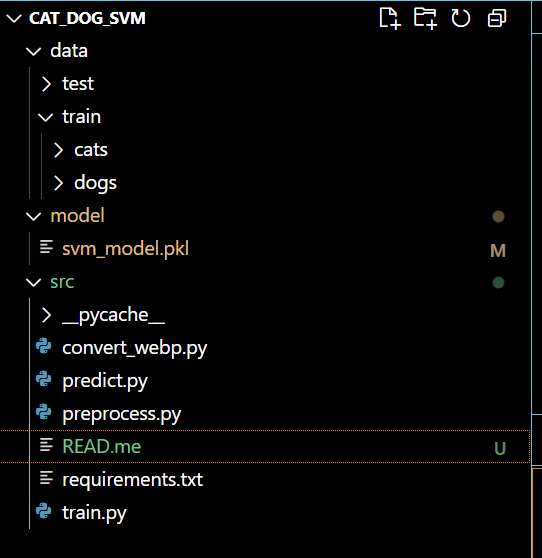 CAT_DOG_SVM
data
test
train
cats
dogs
model
svm_model.pkl M
src
__pycache__
convert_webp.py
predict.py
preprocess.py
READ.me U
requirements.txt
train.py